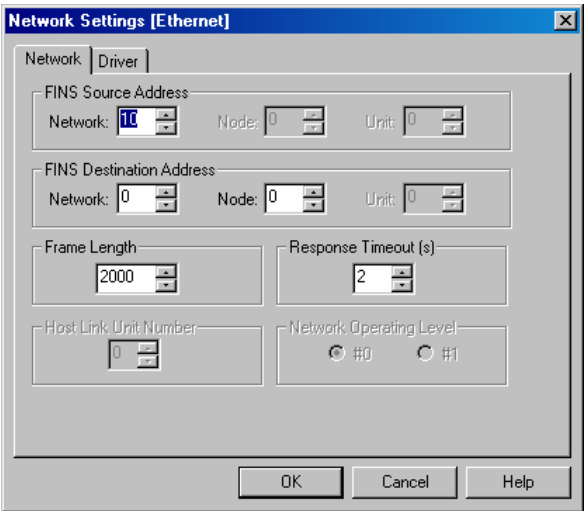 Network Settings [Ethernet]
Network Driver
FINS Source Address
Network: 10 Node: 0 Unit: 0
FINS Destination Address
Network: 0 Node: 0 Unit: 0
Frame Length Response Timeout (s)
2000 2
Host Link Unit Number Network Operating Level
0 #0 #1
OK Cancel Help